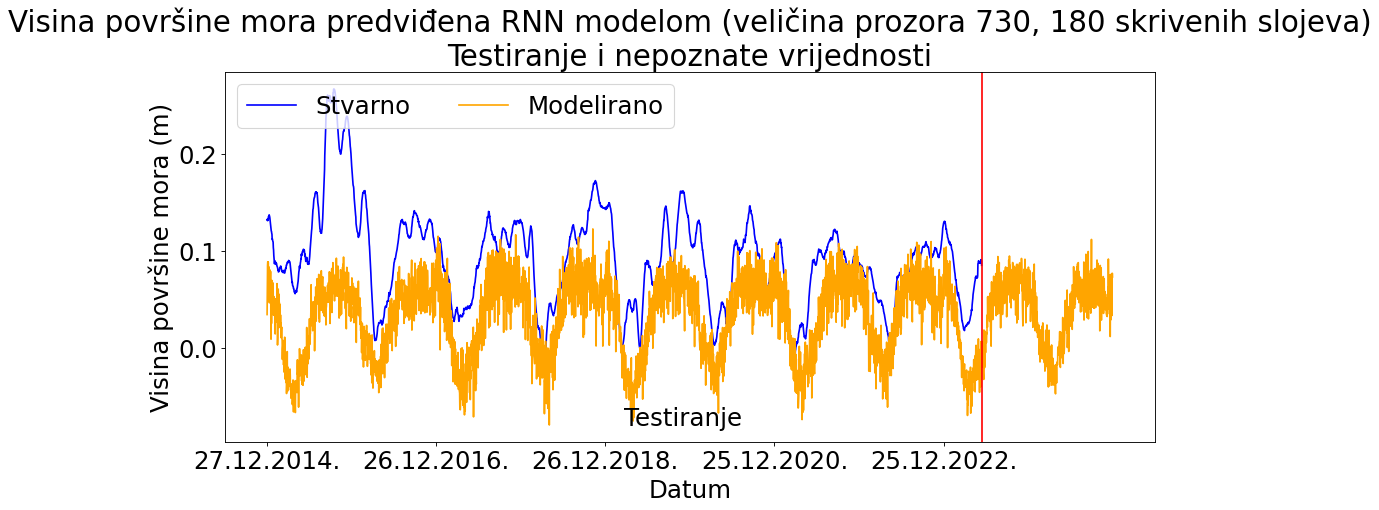 Visina površine mora predviđena RNN modelom (veličina prozora 730, 180 skrivenih slojeva)
Testiranje i nepoznate vrijednosti
Stvarno
Modelirano
Visina površine mora (m)
0.2
0.1
0.0
Testiranje
27.12.2014.
26.12.2016.
26.12.2018.
25.12.2020.
25.12.2022.
Datum